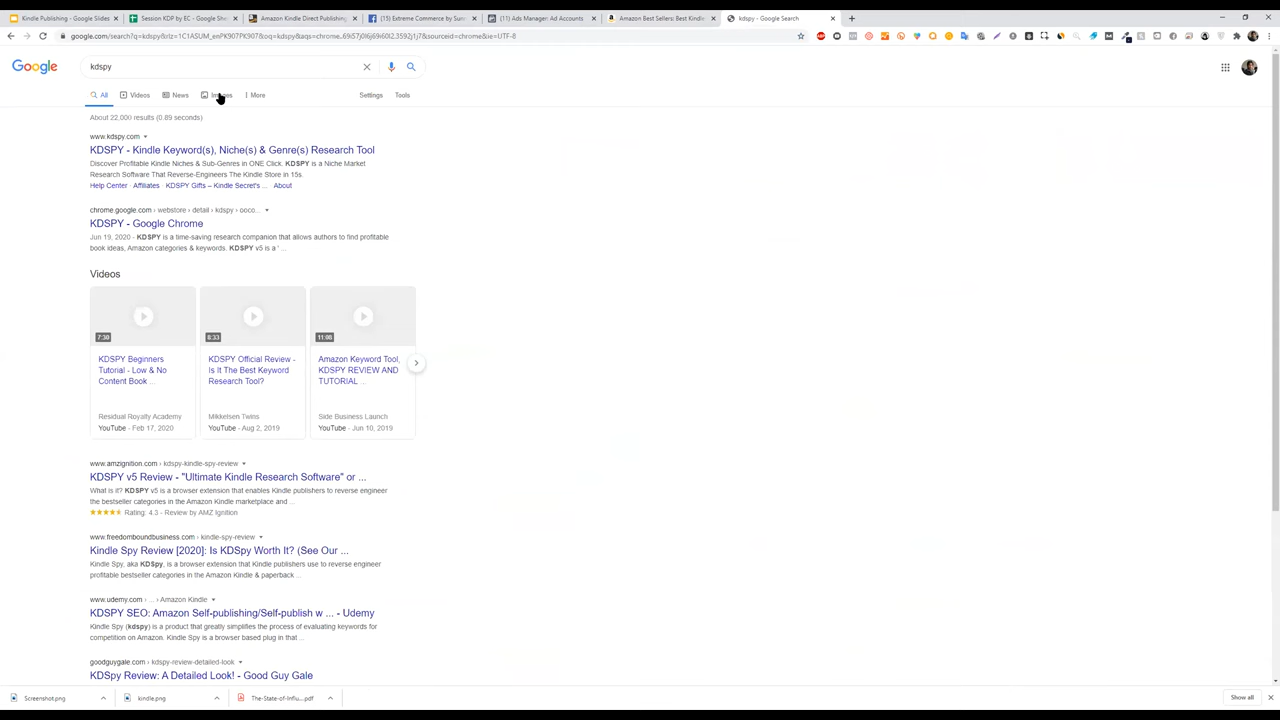 Kindle Publishing - Google Slides
Session KDP by EC - Google She
Amazon Kindle Direct Publishing
(15) Extreme Commerce by Sun
(11) Ads Manager: Ad Accounts
Amazon Best Sellers: Best Kindle
kdspy - Google Search
Google
kdspy
All
Videos
News
Images
More
Settings
Tools
About 22,000 results (0.89 seconds)
www.kdspy.com
KDSPY - Kindle Keyword(s), Niche(s) & Genre(s) Research Tool
Discover Profitable Kindle Niches & Sub-Genres in ONE Click. KDSPY is a Niche Market
Research Software That Reverse-Engineers The Kindle Store in 15s.
Help Center · Affiliates · KDSPY Gifts – Kindle Secret's ... · About
chrome.google.com › webstore › detail › kdspy › ooco...
KDSPY - Google Chrome
Jun 19, 2020 - KDSPY is a time-saving research companion that allows authors to find profitable
book ideas, Amazon categories & keywords. KDSPY v5 is a ' ...
Videos
7:30
8:33
11:08
KDSPY Beginners
Tutorial - Low & No
Content Book ...
Residual Royalty Academy
YouTube - Feb 17, 2020
KDSPY Official Review -
Is It The Best Keyword
Research Tool?
Mikkelsen Twins
YouTube - Aug 2, 2019
Amazon Keyword Tool,
KDSPY REVIEW AND
TUTORIAL ...
Side Business Launch
YouTube - Jun 10, 2019
www.amzignition.com › kdspy-kindle-spy-review
KDSPY v5 Review - "Ultimate Kindle Research Software" or ...
What is it? KDSPY v5 is a browser extension that enables Kindle publishers to reverse engineer
the bestseller categories in the Amazon Kindle marketplace and ...
Rating: 4.3 - Review by AMZ Ignition
www.freedomboundbusiness.com › kindle-spy-review
Kindle Spy Review [2020]: Is KDSpy Worth It? (See Our ...
Kindle Spy, aka KDSpy, is a browser extension that Kindle publishers use to reverse engineer
profitable bestseller categories in the Amazon Kindle & paperback ...
www.udemy.com › ... › Amazon Kindle
KDSPY SEO: Amazon Self-publishing/Self-publish w ... - Udemy
Kindle Spy (kdspy) is a product that greatly simplifies the process of evaluating keywords for
competition on Amazon. Kindle Spy is a browser based plug in that ...
goodguygale.com › kdspy-review-detailed-look
KDSpy Review: A Detailed Look! - Good Guy Gale
Screenshot.png
kindle.png
The-State-of-Influ....pdf
Show all